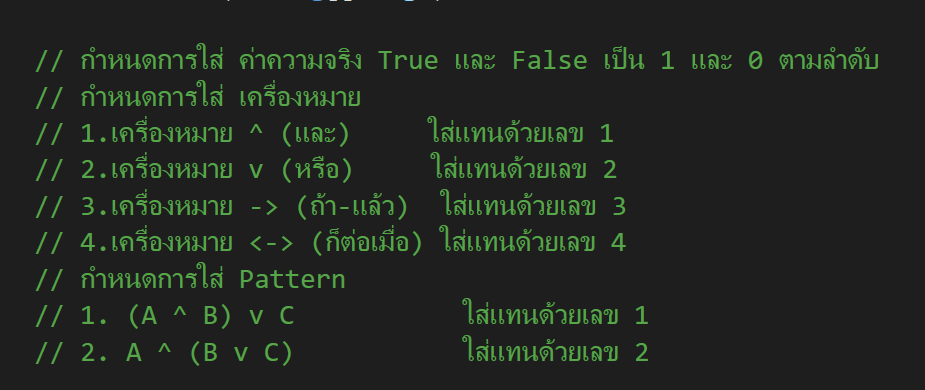 // กำหนดการใส่ ค่าความจริง True และ False เป็น 1 และ 0 ตามลำดับ
// กำหนดการใส่ เครื่องหมาย
// 1.เครื่องหมาย ^ (และ) ใส่แทนด้วยเลข 1
// 2.เครื่องหมาย v (หรือ) ใส่แทนด้วยเลข 2
// 3.เครื่องหมาย -> (ถ้า-แล้ว) ใส่แทนด้วยเลข 3
// 4.เครื่องหมาย <-> (ก็ต่อเมื่อ) ใส่แทนด้วยเลข 4
// กำหนดการใส่ Pattern
// 1. (A ^ B) v C ใส่แทนด้วยเลข 1
// 2. A ^ (B v C) ใส่แทนด้วยเลข 2